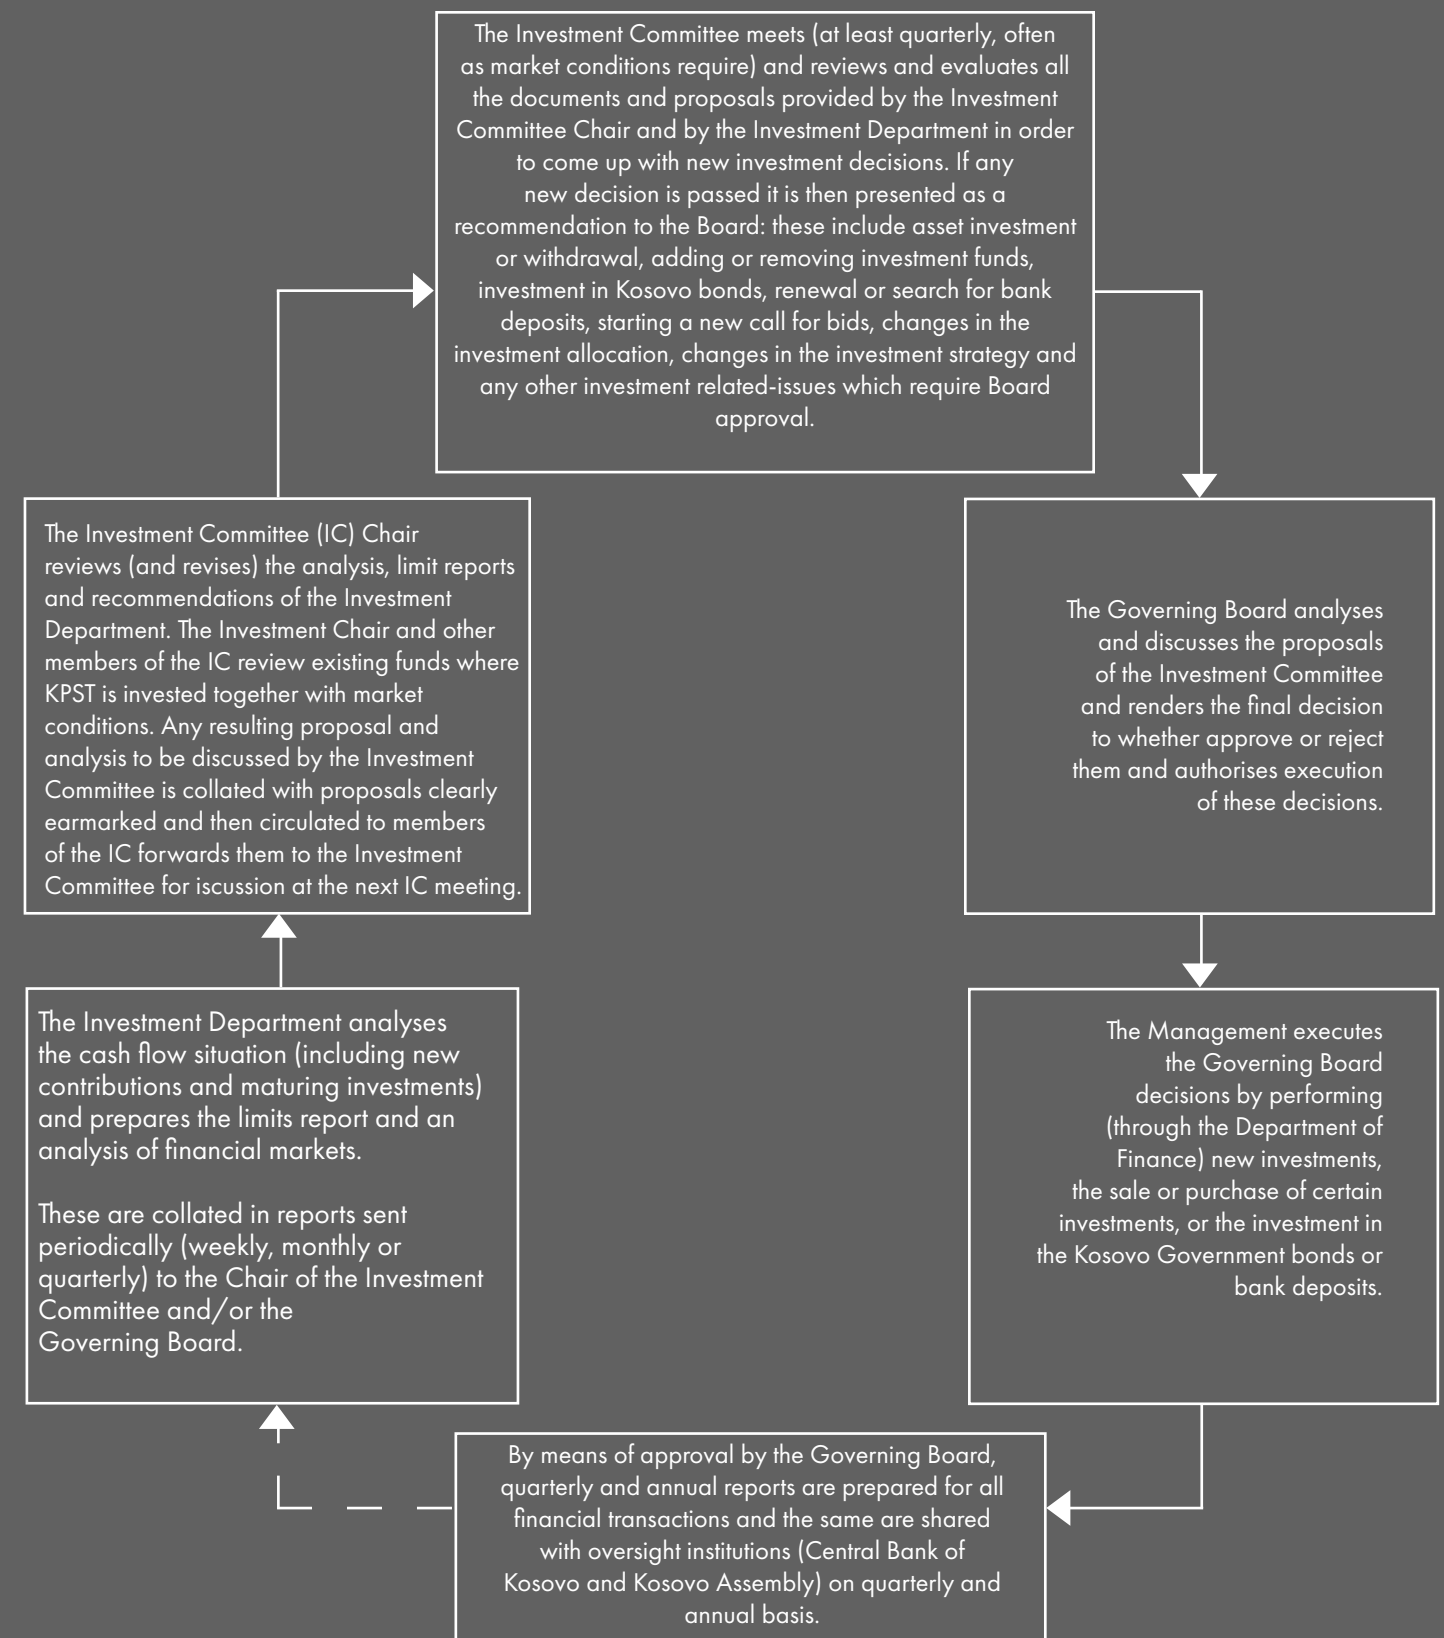 The Investment Committee meets (at least quarterly, often
as market conditions require) and reviews and evaluates all
the documents and proposals provided by the Investment
Committee Chair and by the Investment Department in order
to come up with new investment decisions. If any
new decision is passed it is then presented as a
recommendation to the Board: these include asset investment
or withdrawal, adding or removing investment funds,
investment in Kosovo bonds, renewal or search for bank
deposits, starting a new call for bids, changes in the
investment allocation, changes in the investment strategy and
any other investment related-issues which require Board
approval.
The Investment Committee (IC) Chair
reviews (and revises) the analysis, limit reports
and recommendations of the Investment
Department. The Investment Chair and other
members of the IC review existing funds where
KPST is invested together with market
conditions. Any resulting proposal and
analysis to be discussed by the Investment
Committee is collated with proposals clearly
earmarked and then circulated to members
of the IC forwards them to the Investment
Committee for iscussion at the next IC meeting.
The Governing Board analyses
and discusses the proposals
of the Investment Committee
and renders the final decision
to whether approve or reject
them and authorises execution
of these decisions.
The Investment Department analyses
the cash flow situation (including new
contributions and maturing investments)
and prepares the limits report and an
analysis of financial markets.
These are collated in reports sent
periodically (weekly, monthly or
quarterly) to the Chair of the Investment
Committee and/or the
Governing Board.
The Management executes
the Governing Board
decisions by performing
(through the Department of
Finance) new investments,
the sale or purchase of certain
investments, or the investment in
the Kosovo Government bonds or
bank deposits.
By means of approval by the Governing Board,
quarterly and annual reports are prepared for all
financial transactions and the same are shared
with oversight institutions (Central Bank of
Kosovo and Kosovo Assembly) on quarterly and
annual basis.